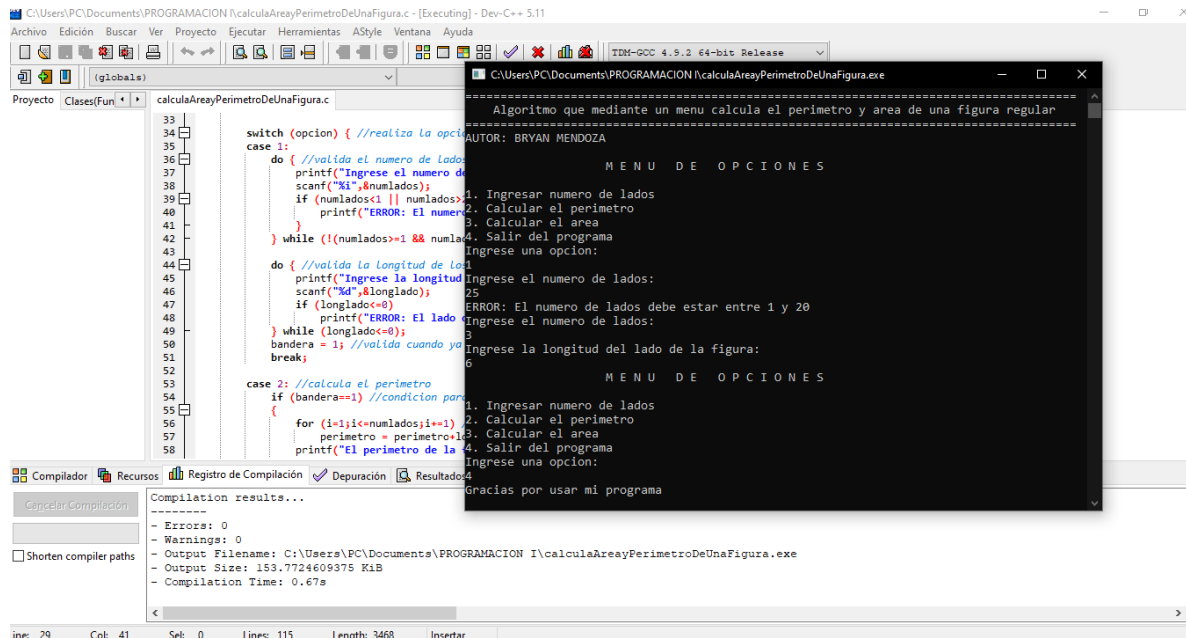 C:\Users\PC\Documents\PROGRAMACION I\calculaAreayPerimetroDeUnaFigura.c - [Executing] - Dev-C++ 5.11
Archivo Edición Buscar Ver Proyecto Ejecutar Herramientas AStyle Ventana Ayuda
TDM-GCC 4.9.2 64-bit Release
(globals)
Proyecto Clases(Fun
calculaAreayPerimetroDeUnaFigura.c
33
34 switch (opcion) { //realiza la opci
35 case 1:
36 do { //valida el numero de lados
37 printf("Ingrese el numero de
38 scanf("%i",&numlados);
39 if (numlados<1 || numlados>
40 printf("ERROR: El numero
41 }
42 } while (!(numlados>=1 && numlad
43
44 do { //valida la longitud de los
45 printf("Ingrese la longitud
46 scanf("%d",&longlado);
47 if (longlado<=0)
48 printf("ERROR: El lado
49 } while (longlado<=0);
50 bandera = 1; //valida cuando ya
51 break;
52
53 case 2: //calcula el perimetro
54 if (bandera==1) //condicion para
55 {
56 for (i=1;i<=numlados;i+=1)
57 perimetro = perimetro+lo
58 printf("El perimetro de la
C:\Users\PC\Documents\PROGRAMACION I\calculaAreayPerimetroDeUnaFigura.exe
================================================================================
Algoritmo que mediante un menu calcula el perimetro y area de una figura regular
================================================================================
AUTOR: BRYAN MENDOZA
M E N U   D E   O P C I O N E S
1. Ingresar numero de lados
2. Calcular el perimetro
3. Calcular el area
4. Salir del programa
Ingrese una opcion:
1
Ingrese el numero de lados:
25
ERROR: El numero de lados debe estar entre 1 y 20
Ingrese el numero de lados:
3
Ingrese la longitud del lado de la figura:
6
M E N U   D E   O P C I O N E S
1. Ingresar numero de lados
2. Calcular el perimetro
3. Calcular el area
4. Salir del programa
Ingrese una opcion:
4
Gracias por usar mi programa
Compilador Recursos Registro de Compilación Depuración Resultados
Cancelar Compilación
Shorten compiler paths
Compilation results...
--------
- Errors: 0
- Warnings: 0
- Output Filename: C:\Users\PC\Documents\PROGRAMACION I\calculaAreayPerimetroDeUnaFigura.exe
- Output Size: 153.7724609375 KiB
- Compilation Time: 0.67s
ine: 29 Col: 41 Sel: 0 Lines: 115 Length: 3468 Insertar